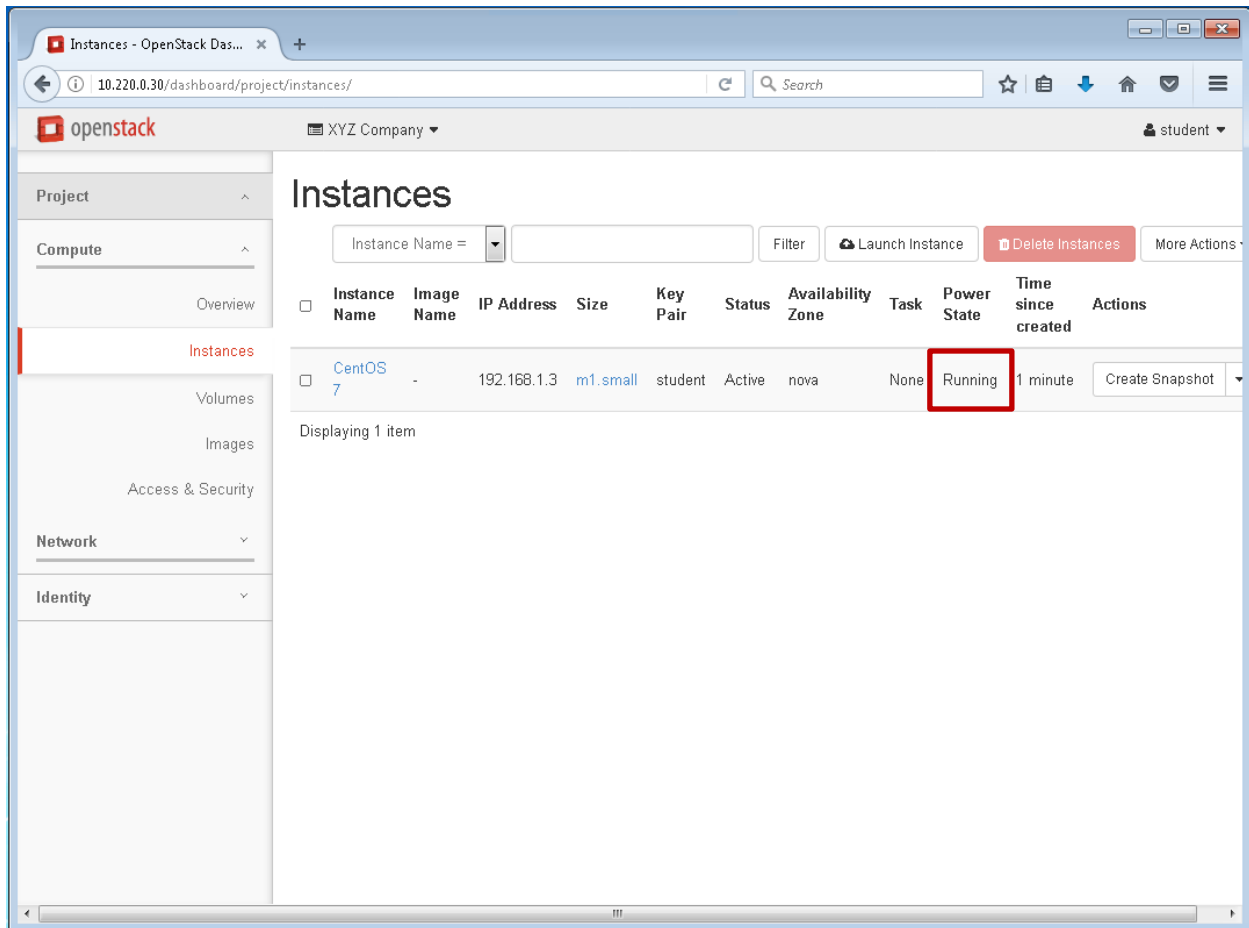 Instances - OpenStack Das...
10.220.0.30/dashboard/project/instances/
Search
openstack
XYZ Company
student
Project
Compute
Overview
Instances
Volumes
Images
Access & Security
Network
Identity
Instances
Instance Name =
Filter
Launch Instance
Delete Instances
More Actions
Instance Name Image Name IP Address Size Key Pair Status Availability Zone Task Power State Time since created Actions
CentOS 7 - 192.168.1.3 m1.small student Active nova None Running 1 minute Create Snapshot
Displaying 1 item